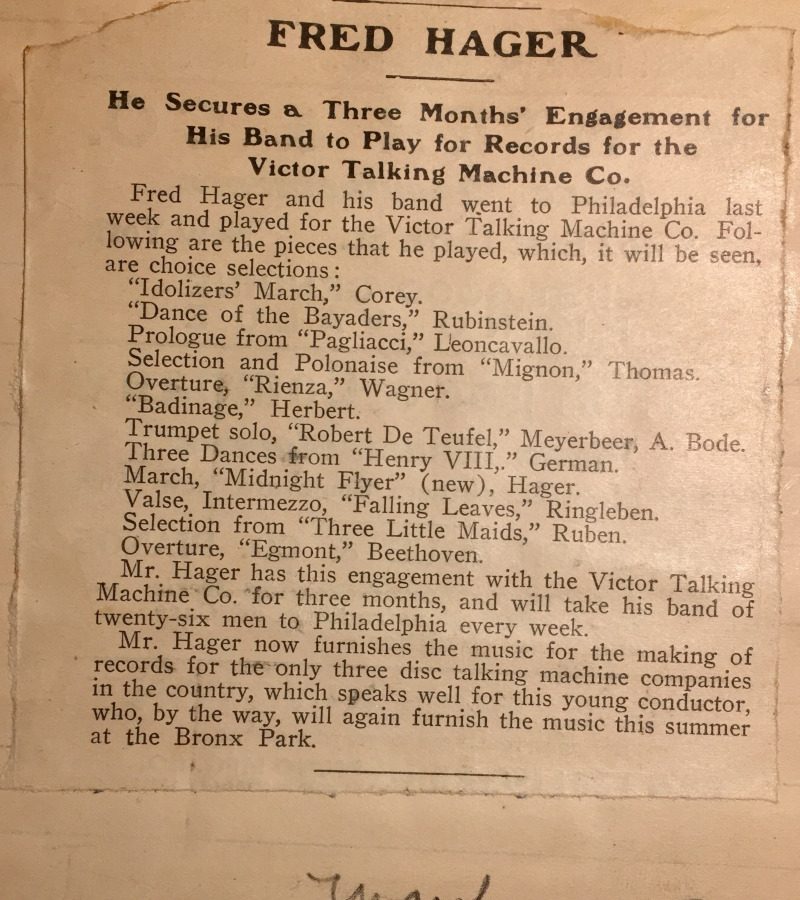 FRED HAGER
He Secures a Three Months' Engagement for
His Band to Play for Records for the
Victor Talking Machine Co.
Fred Hager and his band went to Philadelphia last
week and played for the Victor Talking Machine Co. Fol-
lowing are the pieces that he played, which, it will be seen,
are choice selections:
"Idolizers' March," Corey.
"Dance of the Bayaders," Rubinstein.
Prologue from "Pagliacci," Leoncavallo.
Selection and Polonaise from "Mignon," Thomas.
Overture, "Rienza," Wagner.
"Badinage," Herbert.
Trumpet solo, "Robert De Teufel," Meyerbeer, A. Bode.
Three Dances from "Henry VIII,." German.
March, "Midnight Flyer" (new), Hager.
Valse, Intermezzo, "Falling Leaves," Ringleben.
Selection from "Three Little Maids," Ruben.
Overture, "Egmont," Beethoven.
Mr. Hager has this engagement with the Victor Talking
Machine Co. for three months, and will take his band of
twenty-six men to Philadelphia every week.
Mr. Hager now furnishes the music for the making of
records for the only three disc talking machine companies
in the country, which speaks well for this young conductor,
who, by the way, will again furnish the music this summer
at the Bronx Park.